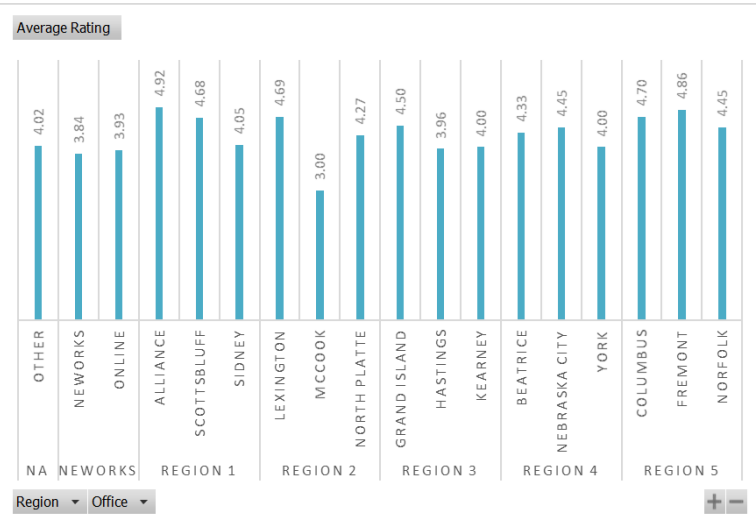 Average Rating
4.02 3.84 3.93 4.92 4.68 4.05 4.69 3.00 4.27 4.50 3.96 4.00 4.33 4.45 4.00 4.70 4.86 4.45
OTHER NEWORKS ONLINE ALLIANCE SCOTTSBLUFF SIDNEY LEXINGTON MCCOOK NORTH PLATTE GRAND ISLAND HASTINGS KEARNEY BEATRICE NEBRASKA CITY YORK COLUMBUS FREMONT NORFOLK
NA NEWORKS REGION 1 REGION 2 REGION 3 REGION 4 REGION 5
Region Office + −